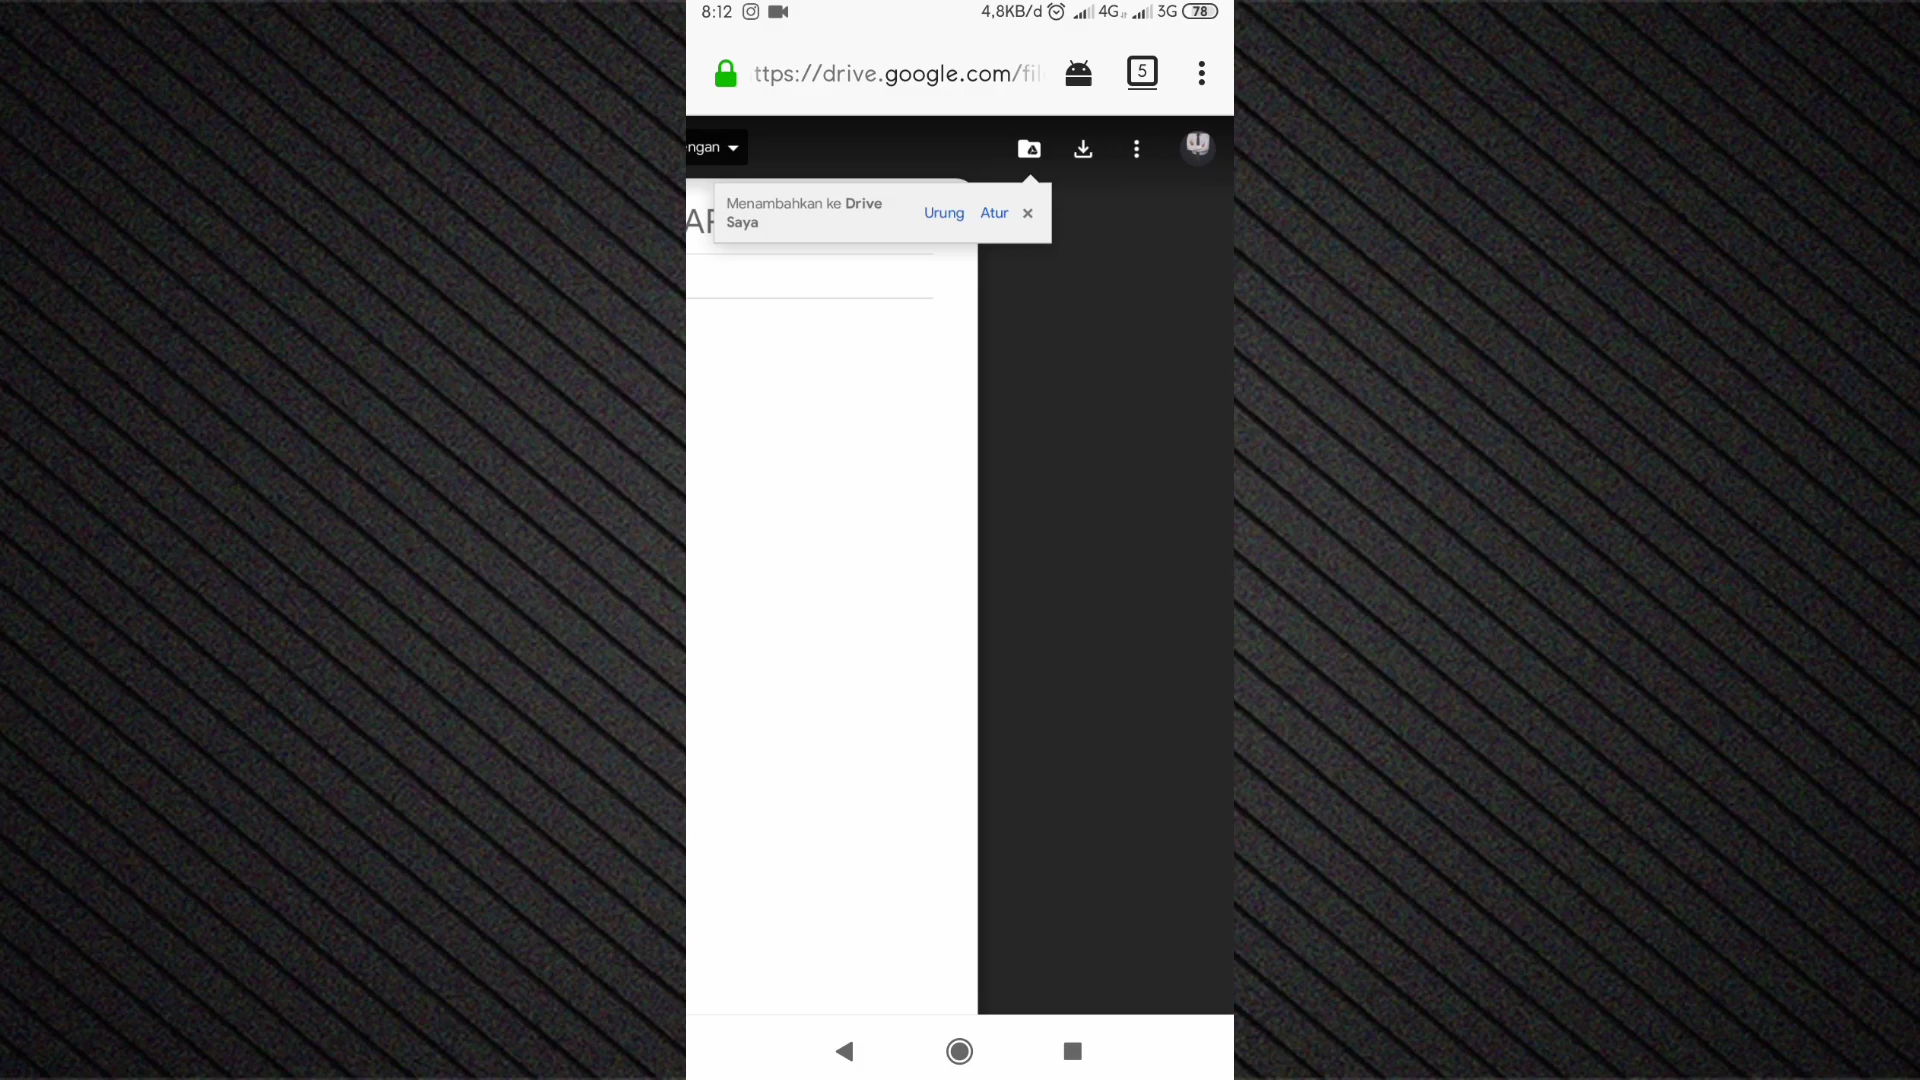 8:12 4,8KB/d 4G 3G 78
ttps://drive.google.com/fil 5
ngan
Menambahkan ke Drive Urung Atur ×
Saya
AF